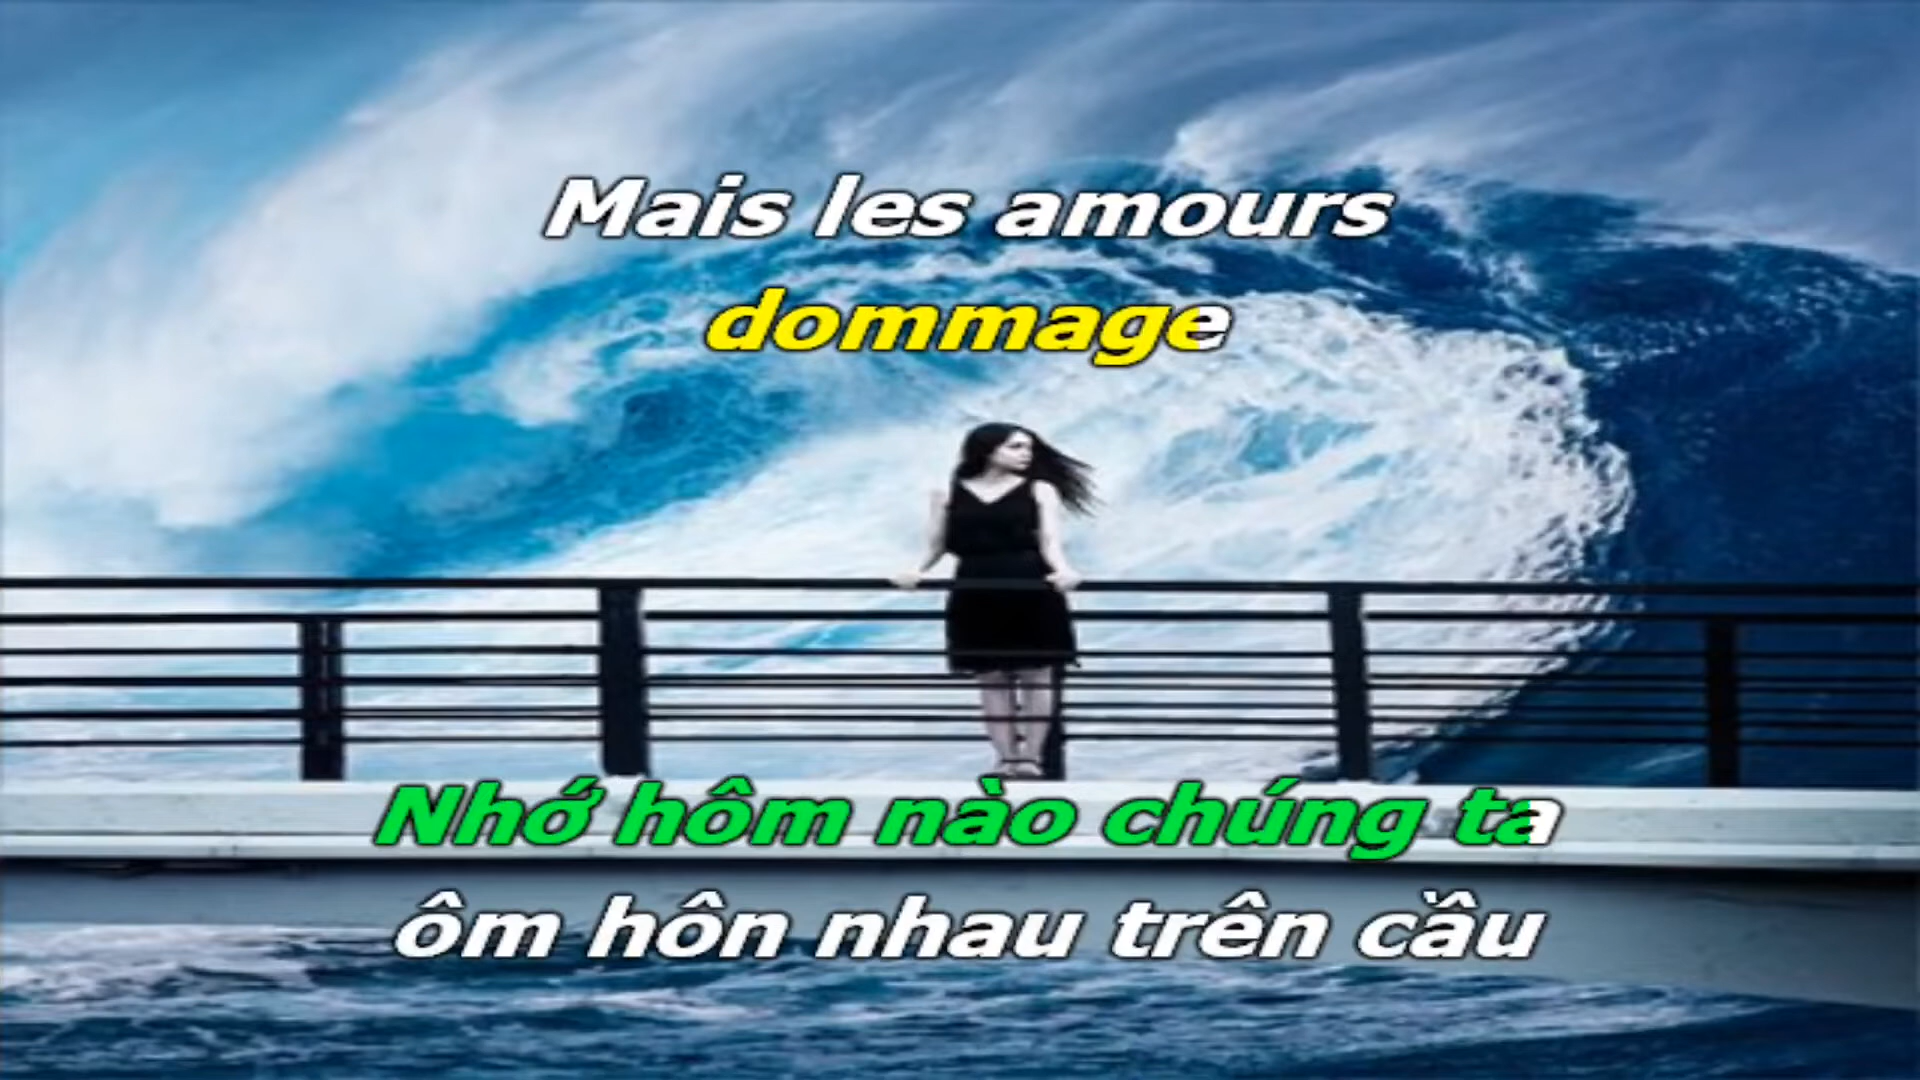 Mais les amours
dommage
Nhớ hôm nào chúng ta
ôm hôn nhau trên cầu